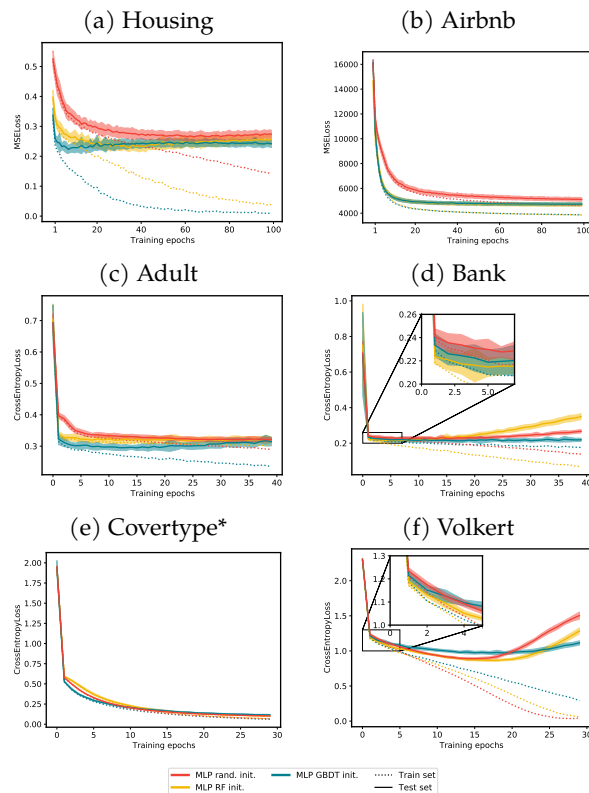 (a) Housing
(b) Airbnb
MSELoss
0.5
0.4
0.3
0.2
0.1
0.0
1 20 40 60 80 100
Training epochs
MSELoss
16000
14000
12000
10000
8000
6000
4000
1 20 40 60 80 100
Training epochs
(c) Adult
(d) Bank
CrossEntropyLoss
0.7
0.6
0.5
0.4
0.3
0 5 10 15 20 25 30 35 40
Training epochs
CrossEntropyLoss
1.0
0.8
0.6
0.4
0.2
0.0
0.26
0.24
0.22
0.20
0.0 2.5 5.0
0 5 10 15 20 25 30 35 40
Training epochs
(e) Covertype*
(f) Volkert
CrossEntropyLoss
2.00
1.75
1.50
1.25
1.00
0.75
0.50
0.25
0.00
0 5 10 15 20 25 30
Training epochs
CrossEntropyLoss
2.0
1.5
1.0
0.5
0.0
1.3
1.2
1.1
1.0
0 2 4
0 5 10 15 20 25 30
Training epochs
MLP rand. init. MLP GBDT init. Train set
MLP RF init. Test set